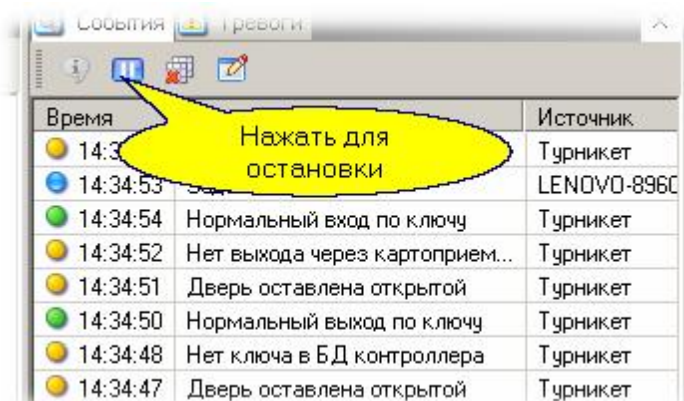 События Тревоги
Время Источник
Нажать для
остановки
14:3 Турникет
14:34:53 LENOVO-8960
14:34:54 Нормальный вход по ключу Турникет
14:34:52 Нет выхода через картоприем... Турникет
14:34:51 Дверь оставлена открытой Турникет
14:34:50 Нормальный выход по ключу Турникет
14:34:48 Нет ключа в БД контроллера Турникет
14:34:47 Дверь оставлена открытой Турникет